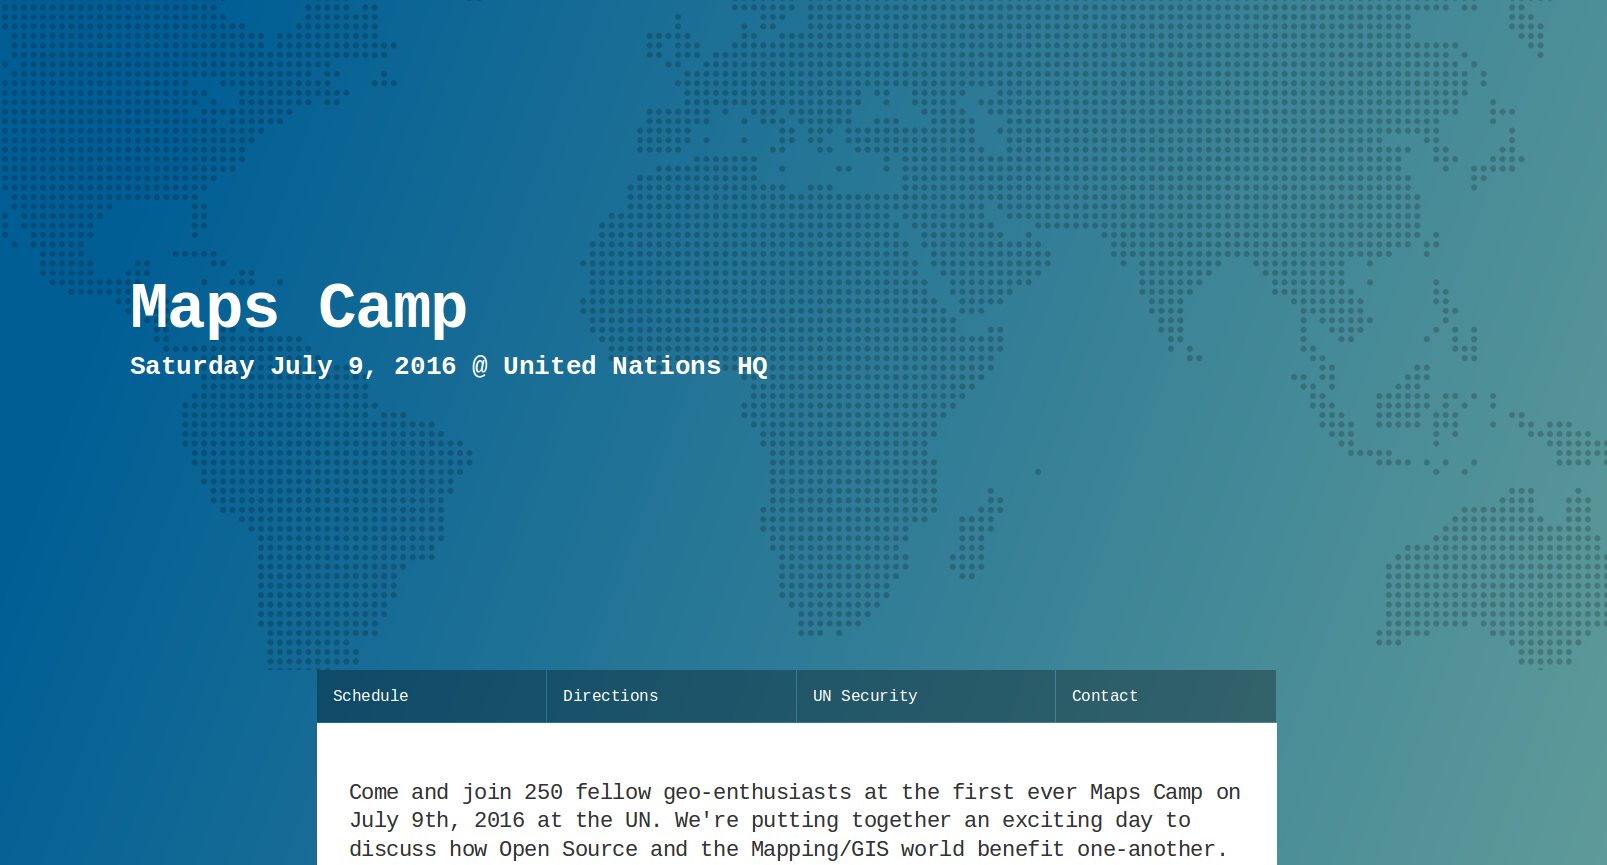 Maps Camp
Saturday July 9, 2016 @ United Nations HQ
Schedule
Directions
UN Security
Contact
Come and join 250 fellow geo-enthusiasts at the first ever Maps Camp on
July 9th, 2016 at the UN. We're putting together an exciting day to
discuss how Open Source and the Mapping/GIS world benefit one-another.